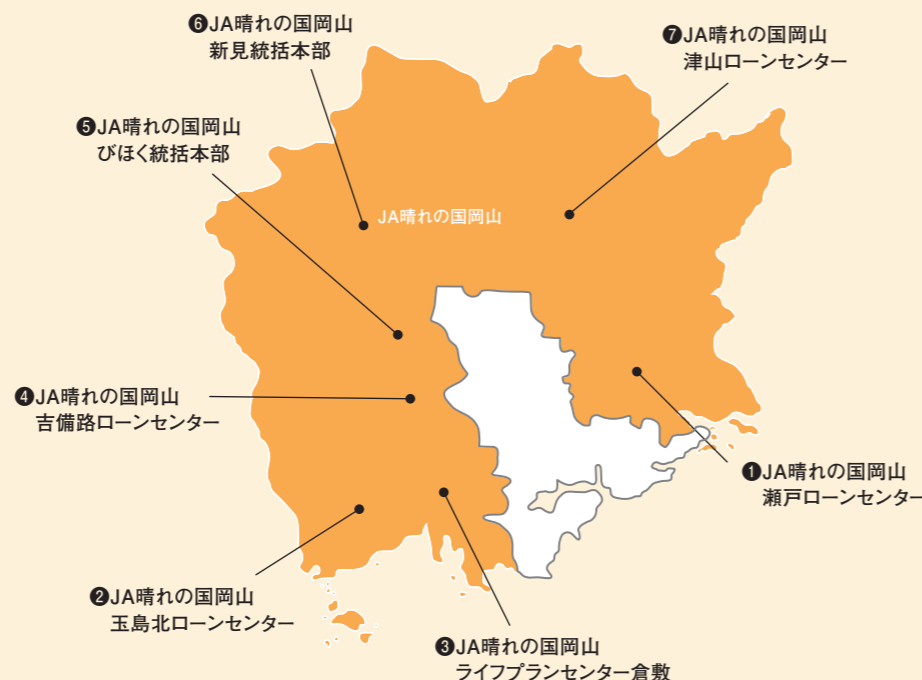 ❻JA晴れの国岡山
新見統括本部
❼JA晴れの国岡山
津山ローンセンター
❺JA晴れの国岡山
びほく統括本部
JA晴れの国岡山
❹JA晴れの国岡山
吉備路ローンセンター
❶JA晴れの国岡山
瀬戸ローンセンター
❷JA晴れの国岡山
玉島北ローンセンター
❸JA晴れの国岡山
ライフプランセンター倉敷